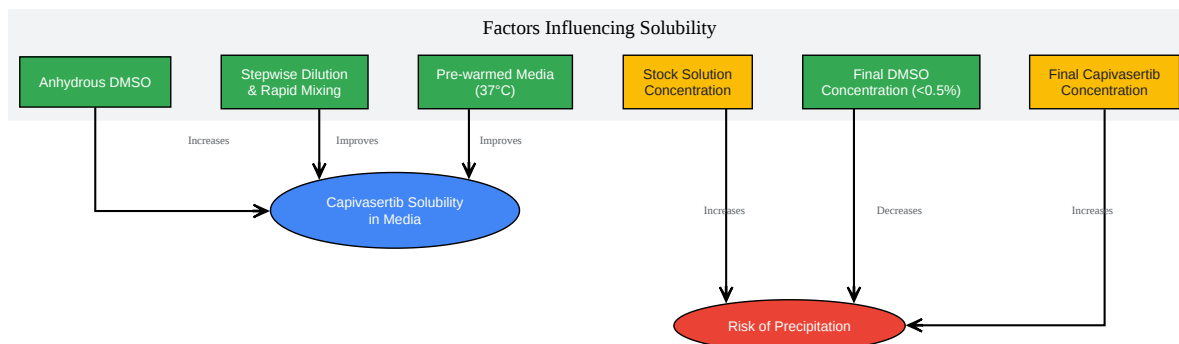 Factors Influencing Solubility
Anhydrous DMSO
Stepwise Dilution
& Rapid Mixing
Pre-warmed Media
(37°C)
Stock Solution
Concentration
Final DMSO
Concentration (<0.5%)
Final Capivasertib
Concentration
Increases
Improves
Improves
Capivasertib Solubility
in Media
Increases
Decreases
Increases
Risk of Precipitation